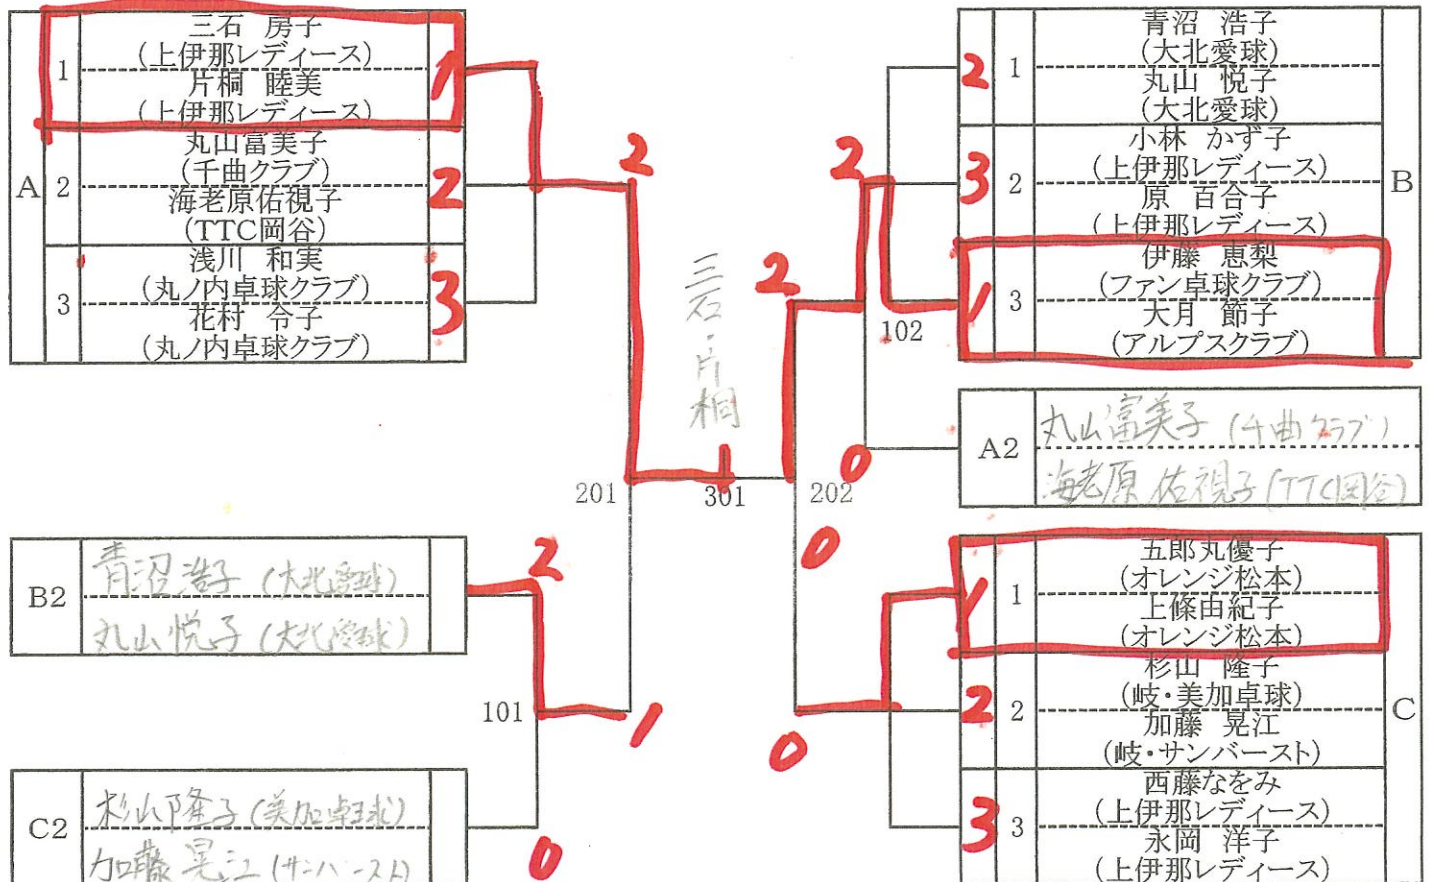 A
1
三石 房子
(上伊那レディース)
片桐 睦美
(上伊那レディース)
1
2
丸山富美子
(千曲クラブ)
海老原佑視子
(TTC岡谷)
2
3
浅川 和実
(丸ノ内卓球クラブ)
花村 令子
(丸ノ内卓球クラブ)
3
B2
青沼浩子 (大北愛球)
丸山悦子 (大北愛球)
C2
杉山隆子 (美加卓球)
加藤晃江 (サンバースト)
2
101
0
2
201
1
三石・片桐
301
2
202
0
0
2
102
0
B
2
1
青沼 浩子
(大北愛球)
丸山 悦子
(大北愛球)
3
2
小林 かず子
(上伊那レディース)
原 百合子
(上伊那レディース)
1
3
伊藤 恵梨
(ファン卓球クラブ)
大月 節子
(アルプスクラブ)
A2
丸山富美子 (千曲クラブ)
海老原佑視子 (TTC岡谷)
C
1
1
五郎丸優子
(オレンジ松本)
上條由紀子
(オレンジ松本)
2
2
杉山 隆子
(岐・美加卓球)
加藤 晃江
(岐・サンバースト)
3
3
西藤なをみ
(上伊那レディース)
永岡 洋子
(上伊那レディース)